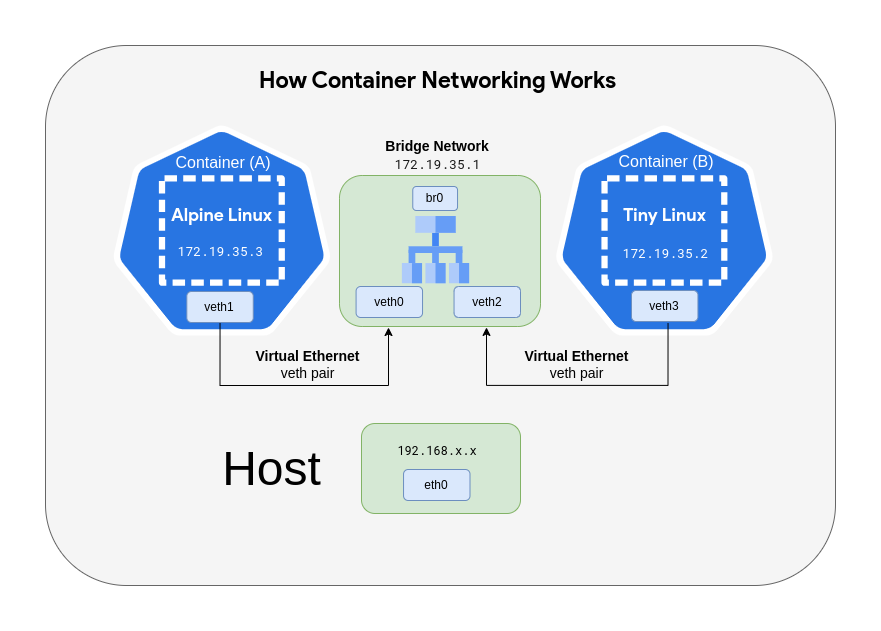 How Container Networking Works
Container (A)
Alpine Linux
172.19.35.3
veth1
Bridge Network
172.19.35.1
br0
veth0
veth2
Container (B)
Tiny Linux
172.19.35.2
veth3
Virtual Ethernet
veth pair
Virtual Ethernet
veth pair
Host
192.168.x.x
eth0